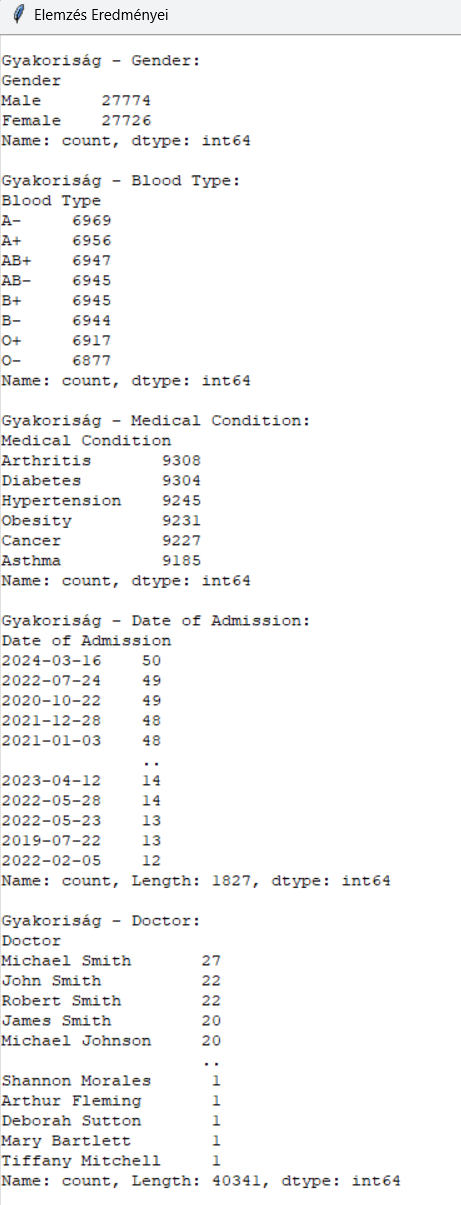 Elemzés Eredményei
Gyakoriság - Gender:
Gender
Male      27774
Female    27726
Name: count, dtype: int64
Gyakoriság - Blood Type:
Blood Type
A-     6969
A+     6956
AB+    6947
AB-    6945
B+     6945
B-     6944
O+     6917
O-     6877
Name: count, dtype: int64
Gyakoriság - Medical Condition:
Medical Condition
Arthritis       9308
Diabetes        9304
Hypertension    9245
Obesity         9231
Cancer          9227
Asthma          9185
Name: count, dtype: int64
Gyakoriság - Date of Admission:
Date of Admission
2024-03-16    50
2022-07-24    49
2020-10-22    49
2021-12-28    48
2021-01-03    48
..
2023-04-12    14
2022-05-28    14
2022-05-23    13
2019-07-22    13
2022-02-05    12
Name: count, Length: 1827, dtype: int64
Gyakoriság - Doctor:
Doctor
Michael Smith       27
John Smith          22
Robert Smith        22
James Smith         20
Michael Johnson     20
..
Shannon Morales      1
Arthur Fleming       1
Deborah Sutton       1
Mary Bartlett        1
Tiffany Mitchell     1
Name: count, Length: 40341, dtype: int64